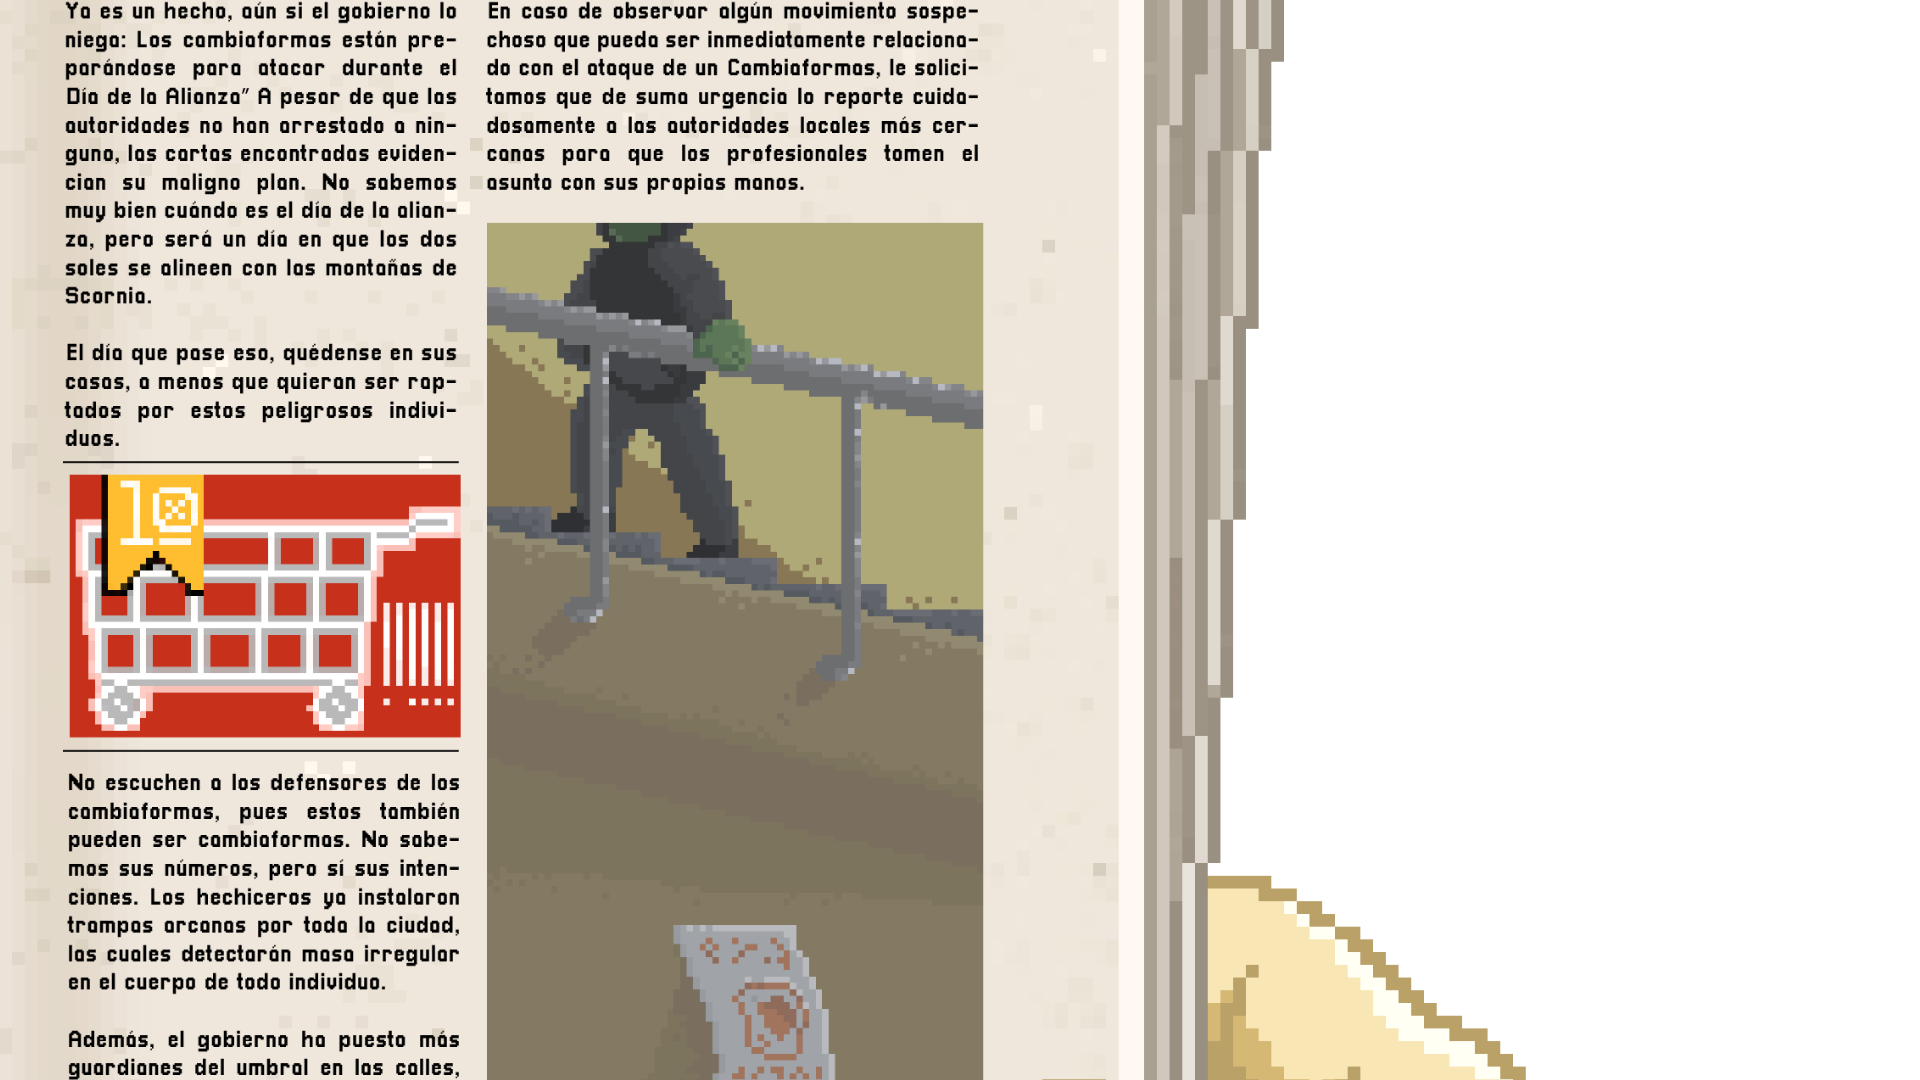 Ya es un hecho, aún si el gobierno lo
niega: Los cambiaformas están pre-
parándose para atacar durante el
Día de la Alianza" A pesar de que las
autoridades no han arrestado a nin-
guno, las cartas encontradas eviden-
cian su maligno plan. No sabemos
muy bien cuándo es el día de la alian-
za, pero será un día en que los dos
soles se alineen con las montañas de
Scornia.
El día que pase eso, quédense en sus
casas, a menos que quieran ser rap-
tados por estos peligrosos indivi-
duos.
10
No escuchen a los defensores de los
cambiaformas, pues estos también
pueden ser cambiaformas. No sabe-
mos sus números, pero sí sus inten-
ciones. Los hechiceros ya instalaron
trampas arcanas por toda la ciudad,
las cuales detectarán masa irregular
en el cuerpo de todo individuo.
Además, el gobierno ha puesto más
guardianes del umbral en las calles,
En caso de observar algún movimiento sospe-
choso que pueda ser inmediatamente relaciona-
do con el ataque de un Cambiaformas, le solici-
tamos que de suma urgencia lo reporte cuida-
dosamente a las autoridades locales más cer-
canas para que los profesionales tomen el
asunto con sus propias manos.